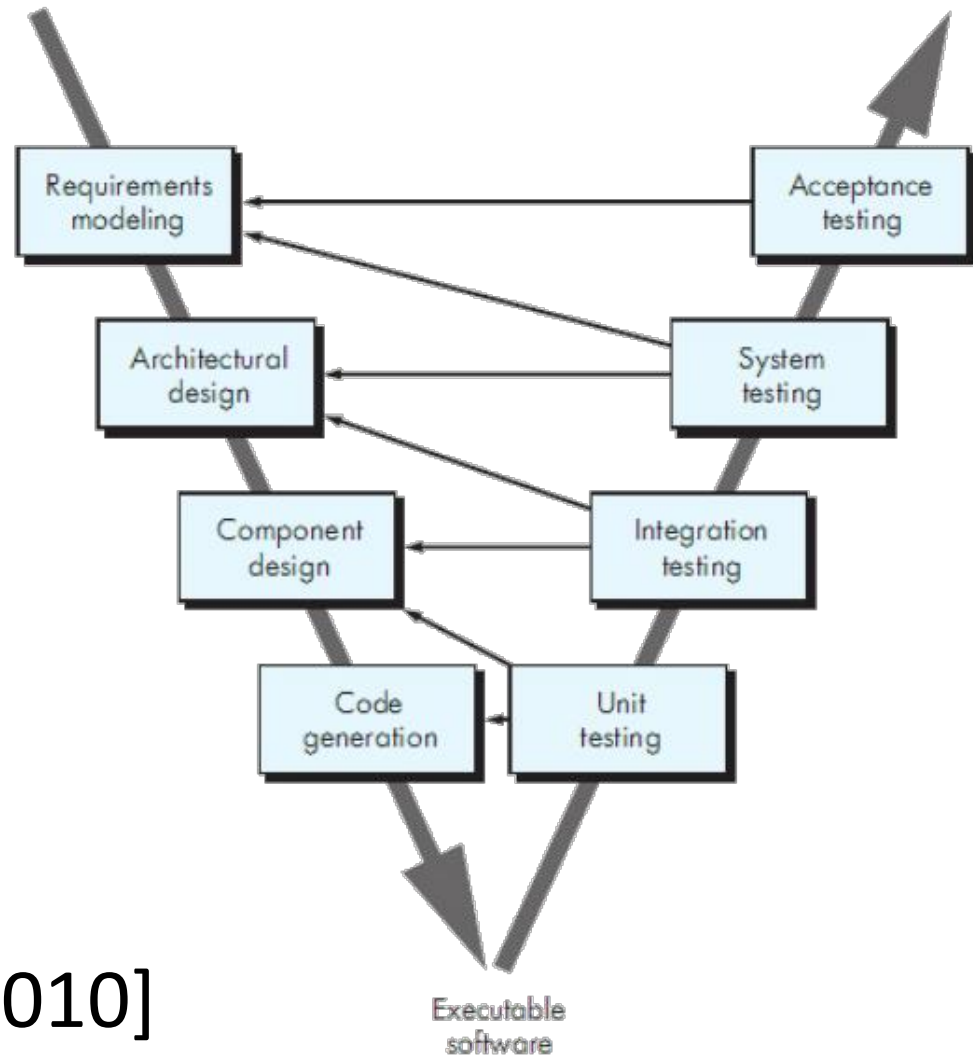 Requirements
modeling
Acceptance
testing
Architectural
design
System
testing
Component
design
Integration
testing
Code
generation
Unit
testing
Executable
software
010]